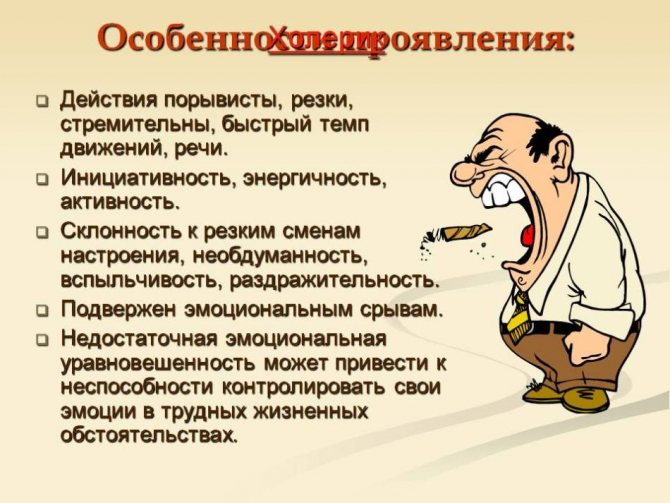 Особенности проявления:
Холерик
Действия порывисты, резки,
стремительны, быстрый темп
движений, речи.
Инициативность, энергичность,
активность.
Склонность к резким сменам
настроения, необдуманность,
вспыльчивость, раздражительность.
Подвержен эмоциональным срывам.
Недостаточная эмоциональная
уравновешенность может привести к
неспособности контролировать свои
эмоции в трудных жизненных
обстоятельствах.